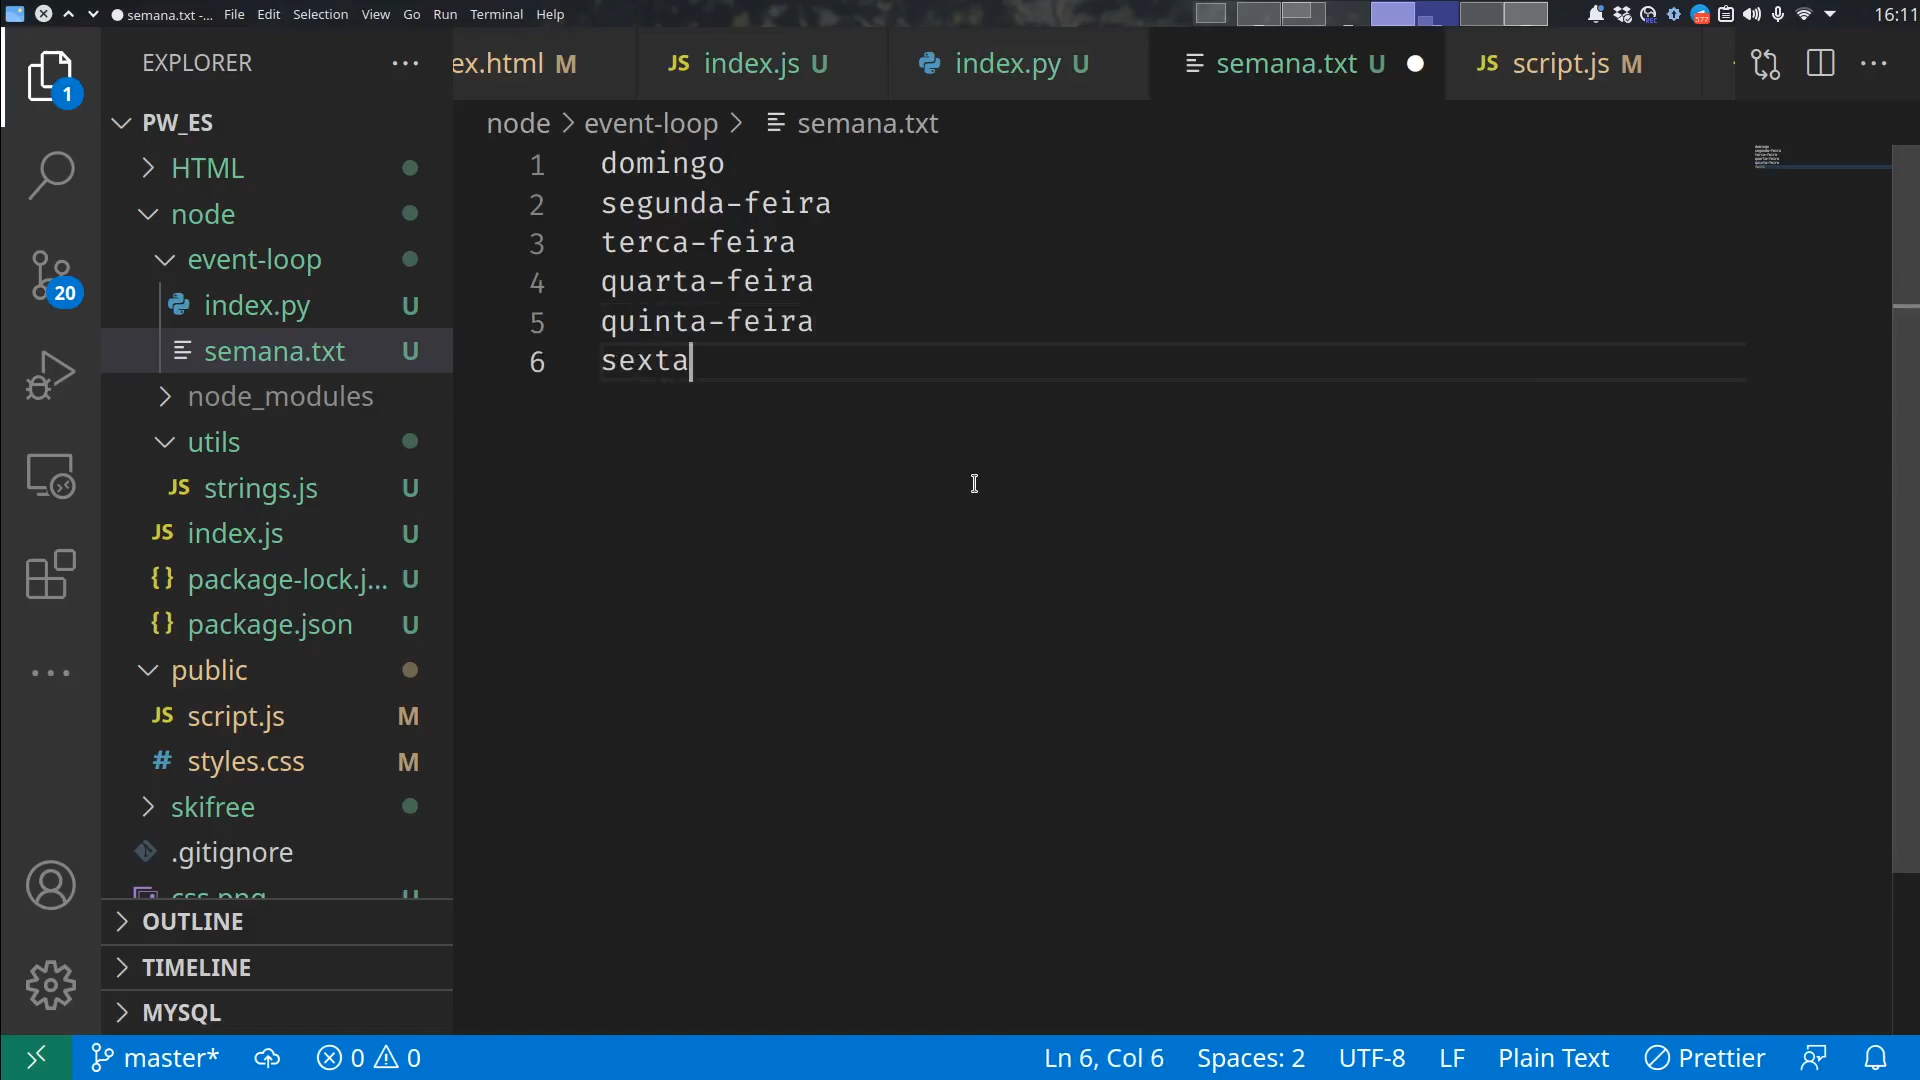 semana.txt -...
File Edit Selection View Go Run Terminal Help
REC
577
16:11
1
20
EXPLORER
PW_ES
HTML
node
event-loop
index.py U
semana.txt U
node_modules
utils
JS strings.js U
JS index.js U
{} package-lock.j... U
{} package.json U
public
JS script.js M
# styles.css M
skifree
.gitignore
css.png U
OUTLINE
TIMELINE
MYSQL
ex.html M
JS index.js U
index.py U
semana.txt U
JS script.js M
node > event-loop > semana.txt
1 domingo
2 segunda-feira
3 terca-feira
4 quarta-feira
5 quinta-feira
6 sexta
master* 0 0
Ln 6, Col 6 Spaces: 2 UTF-8 LF Plain Text Prettier